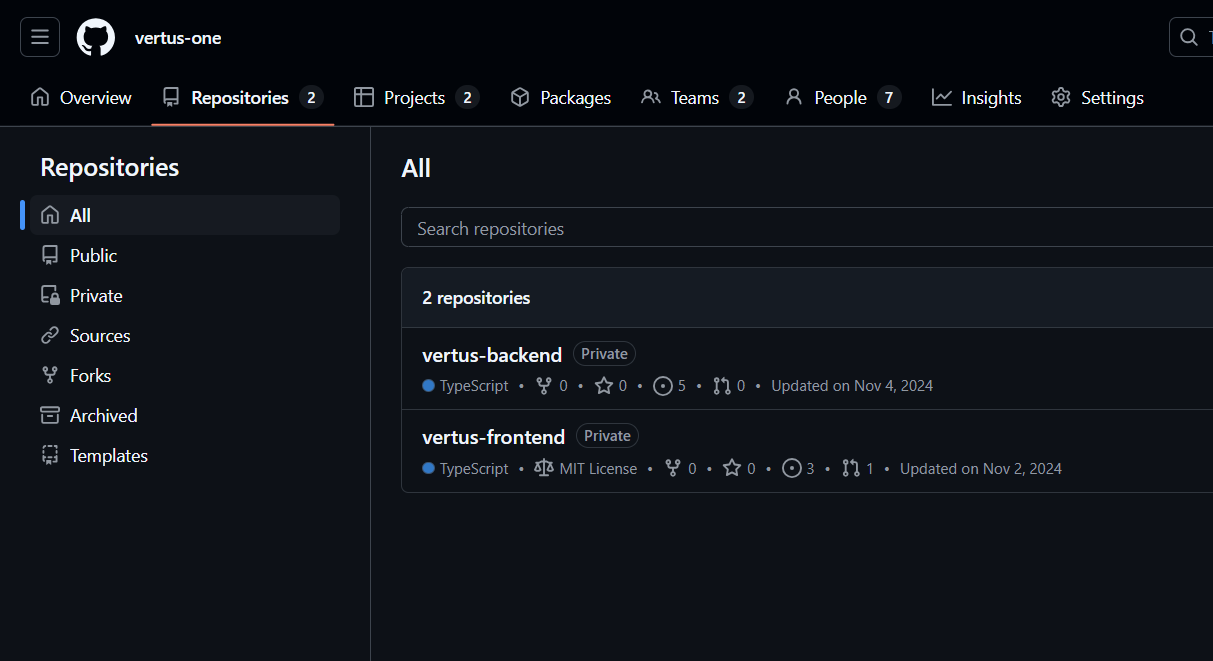 vertus-one
Overview Repositories 2 Projects 2 Packages Teams 2 People 7 Insights Settings
Repositories
All
Public
Private
Sources
Forks
Archived
Templates
All
Search repositories
2 repositories
vertus-backend Private
TypeScript • 0 • 0 • 5 • 0 • Updated on Nov 4, 2024
vertus-frontend Private
TypeScript • MIT License • 0 • 0 • 3 • 1 • Updated on Nov 2, 2024